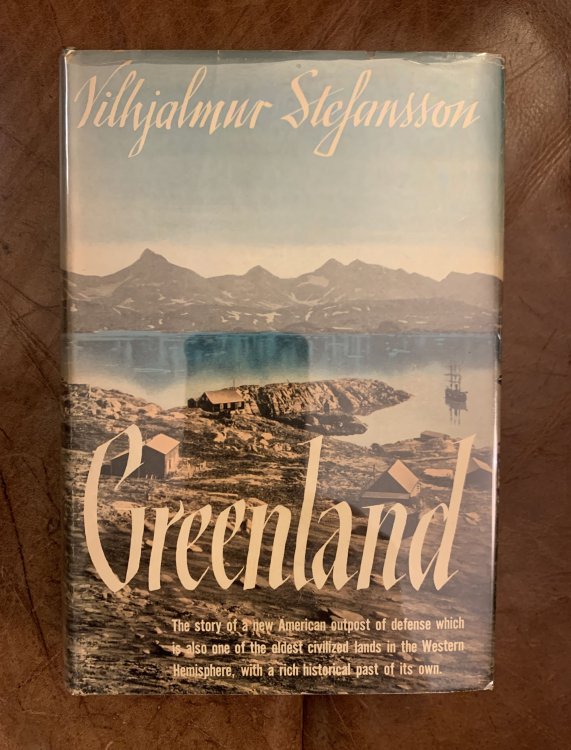 Vilhjalmur Stefansson
Greenland
The story of a new American outpost of defense which
is also one of the oldest civilized lands in the Western
Hemisphere, with a rich historical past of its own.